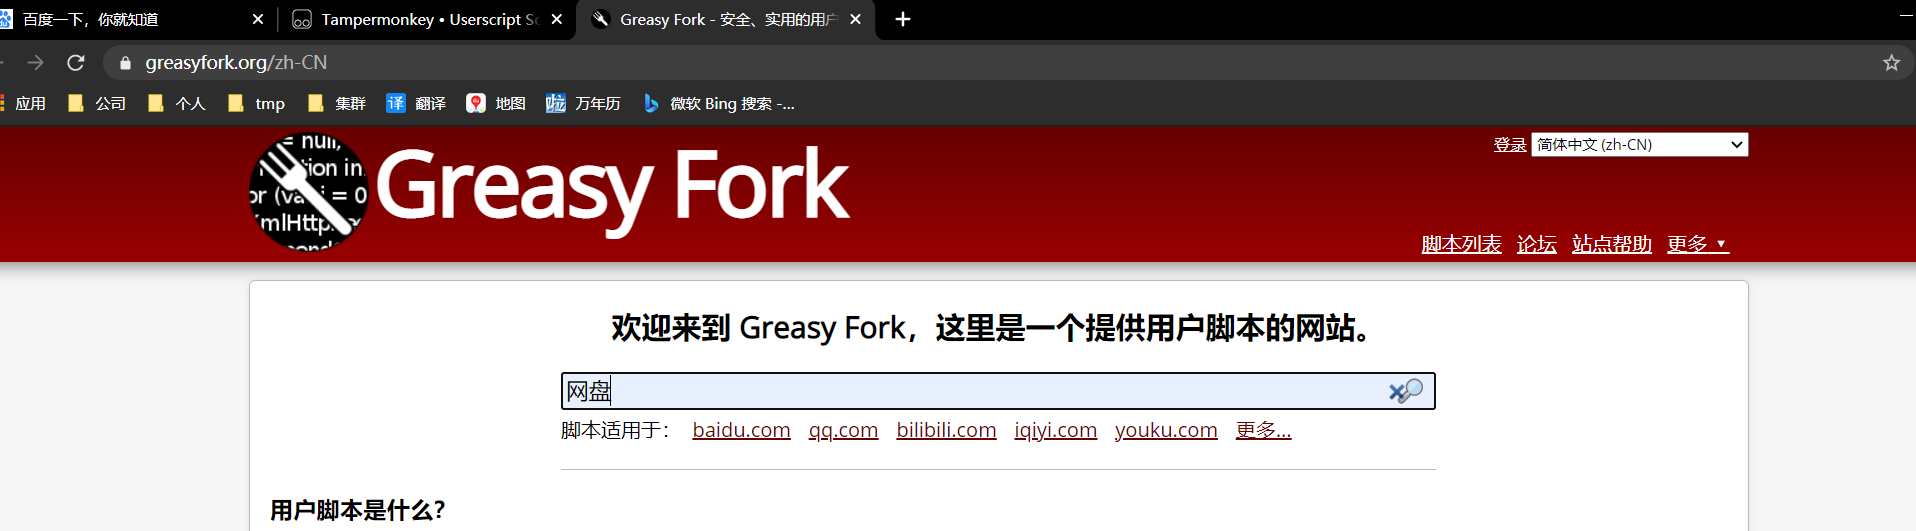 百度一下，你就知道
Tampermonkey • Userscript Sc
Greasy Fork - 安全、实用的用户
greasyfork.org/zh-CN
应用 公司 个人 tmp 集群 翻译 地图 万年历 微软 Bing 搜索 -...
登录 简体中文 (zh-CN)
Greasy Fork
脚本列表 论坛 站点帮助 更多 ▼
欢迎来到 Greasy Fork，这里是一个提供用户脚本的网站。
网盘
脚本适用于： baidu.com qq.com bilibili.com iqiyi.com youku.com 更多...
用户脚本是什么？